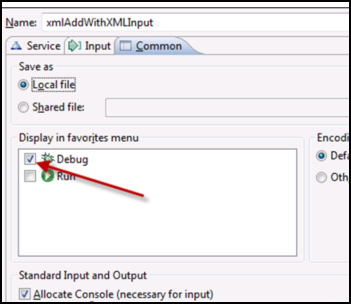 Name: xmlAddWithXMLInput
Service Input Common
Save as
Local file
Shared file:
Display in favorites menu
Debug
Run
Encodi
Defa
Oth
Standard Input and Output
Allocate Console (necessary for input)